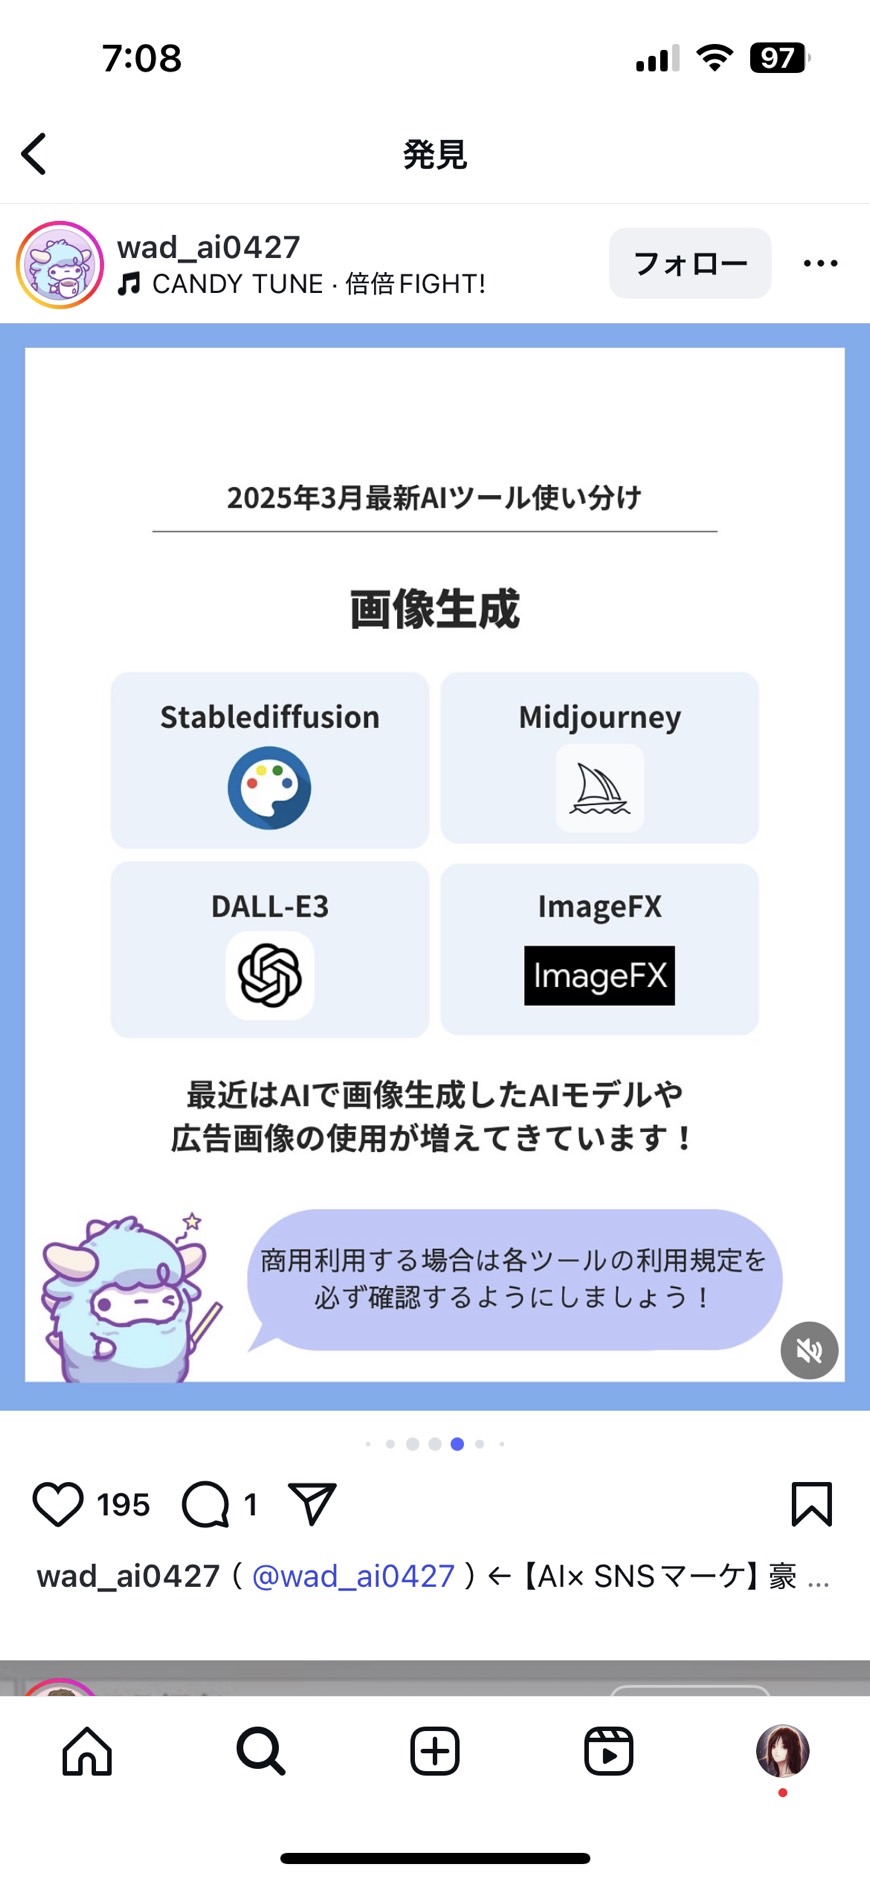 7:08
97
発見
wad_ai0427
CANDY TUNE · 倍倍FIGHT!
フォロー
2025年3月最新AIツール使い分け
画像生成
Stablediffusion
Midjourney
DALL-E3
ImageFX
ImageFX
最近はAIで画像生成したAIモデルや
広告画像の使用が増えてきています！
商用利用する場合は各ツールの利用規定を
必ず確認するようにしましょう！
195
1
wad_ai0427 ( @wad_ai0427 ) ←【AI× SNSマーケ】豪 ...